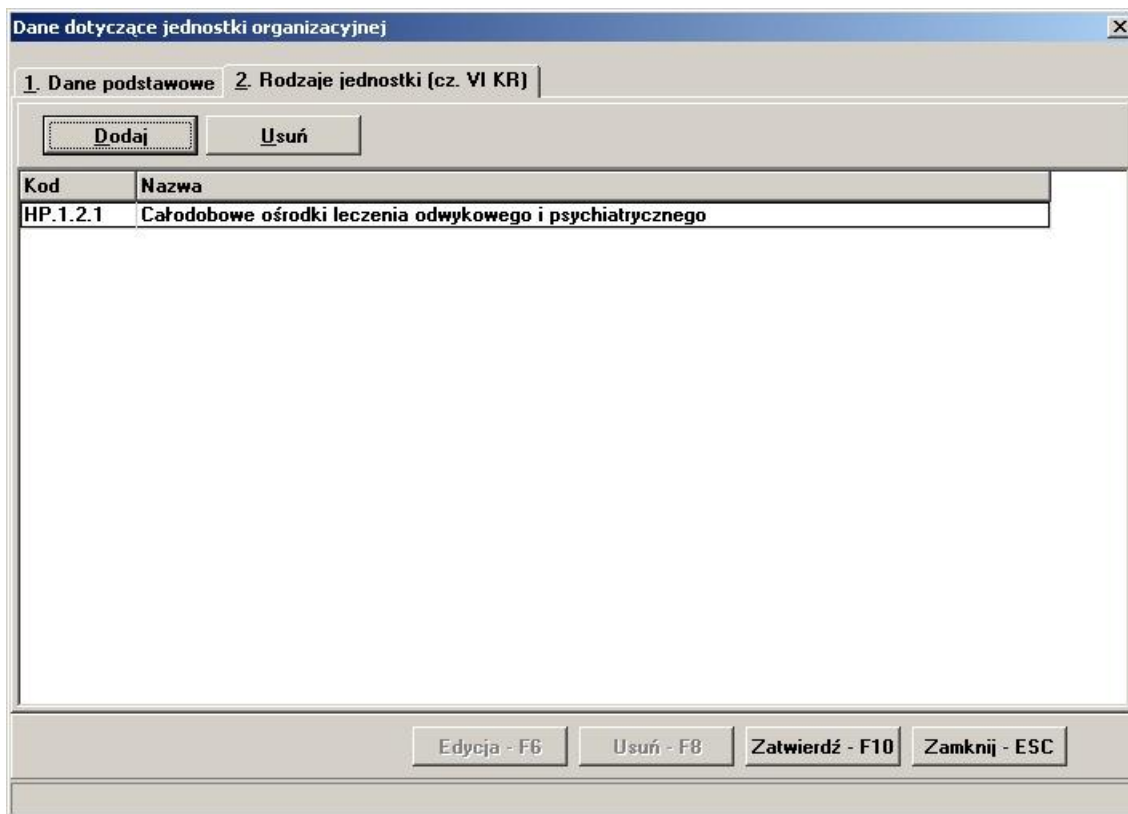 Dane dotyczące jednostki organizacyjnej
1. Dane podstawowe 2. Rodzaje jednostki (cz. VI KR)
Dodaj Usuń
Kod Nazwa
HP.1.2.1 Całodobowe ośrodki leczenia odwykowego i psychiatrycznego
Edycja - F6 Usuń - F8 Zatwierdź - F10 Zamknij - ESC